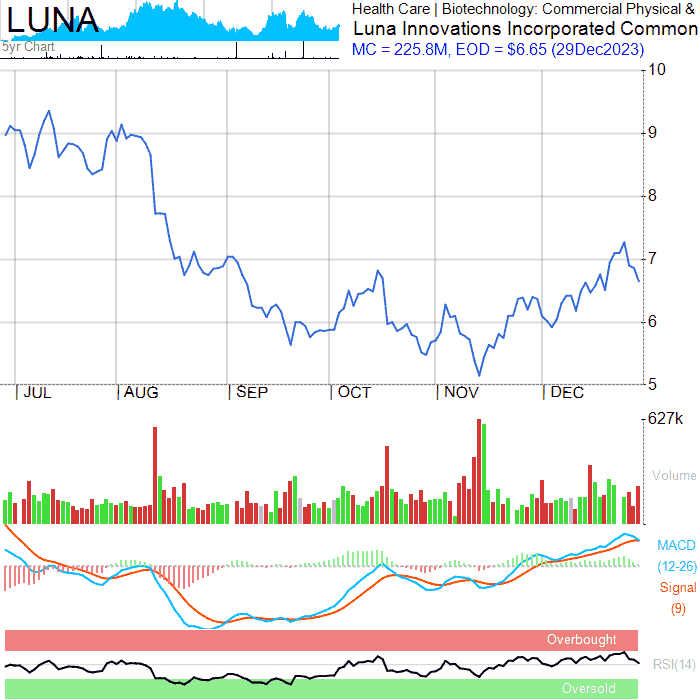 LUNA
5yr Chart
Health Care | Biotechnology: Commercial Physical &
Luna Innovations Incorporated Common
MC = 225.8M, EOD = $6.65 (29Dec2023)
10
9
8
7
6
5
JUL
AUG
SEP
OCT
NOV
DEC
627k
Volume
MACD
(12-26)
Signal
(9)
Overbought
RSI(14)
Oversold